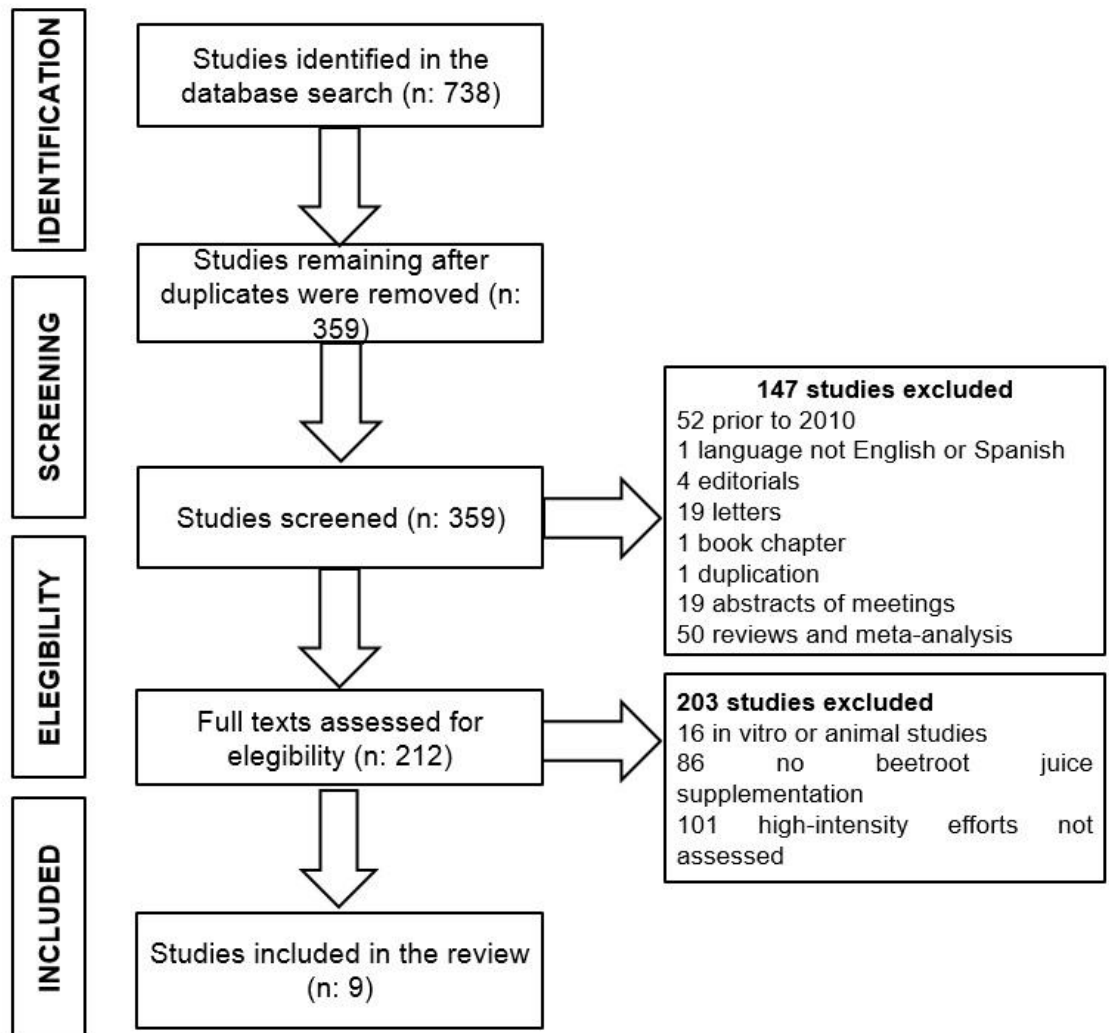 IDENTIFICATION
Studies identified in the
database search (n: 738)
Studies remaining after
duplicates were removed (n:
359)
SCREENING
Studies screened (n: 359)
147 studies excluded
52 prior to 2010
1 language not English or Spanish
4 editorials
19 letters
1 book chapter
1 duplication
19 abstracts of meetings
50 reviews and meta-analysis
ELEGIBILITY
Full texts assessed for
elegibility (n: 212)
203 studies excluded
16 in vitro or animal studies
86 no beetroot juice
supplementation
101 high-intensity efforts not
assessed
INCLUDED
Studies included in the review
(n: 9)